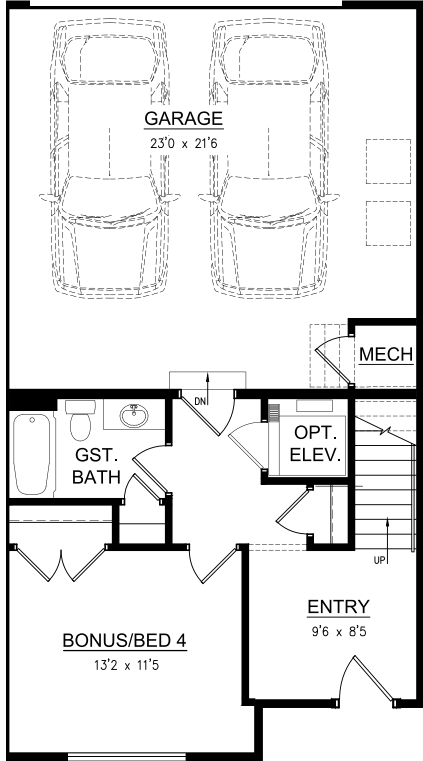 GARAGE
23'0 x 21'6
MECH
DN
GST.
BATH
OPT.
ELEV.
UP
ENTRY
9'6 x 8'5
BONUS/BED 4
13'2 x 11'5